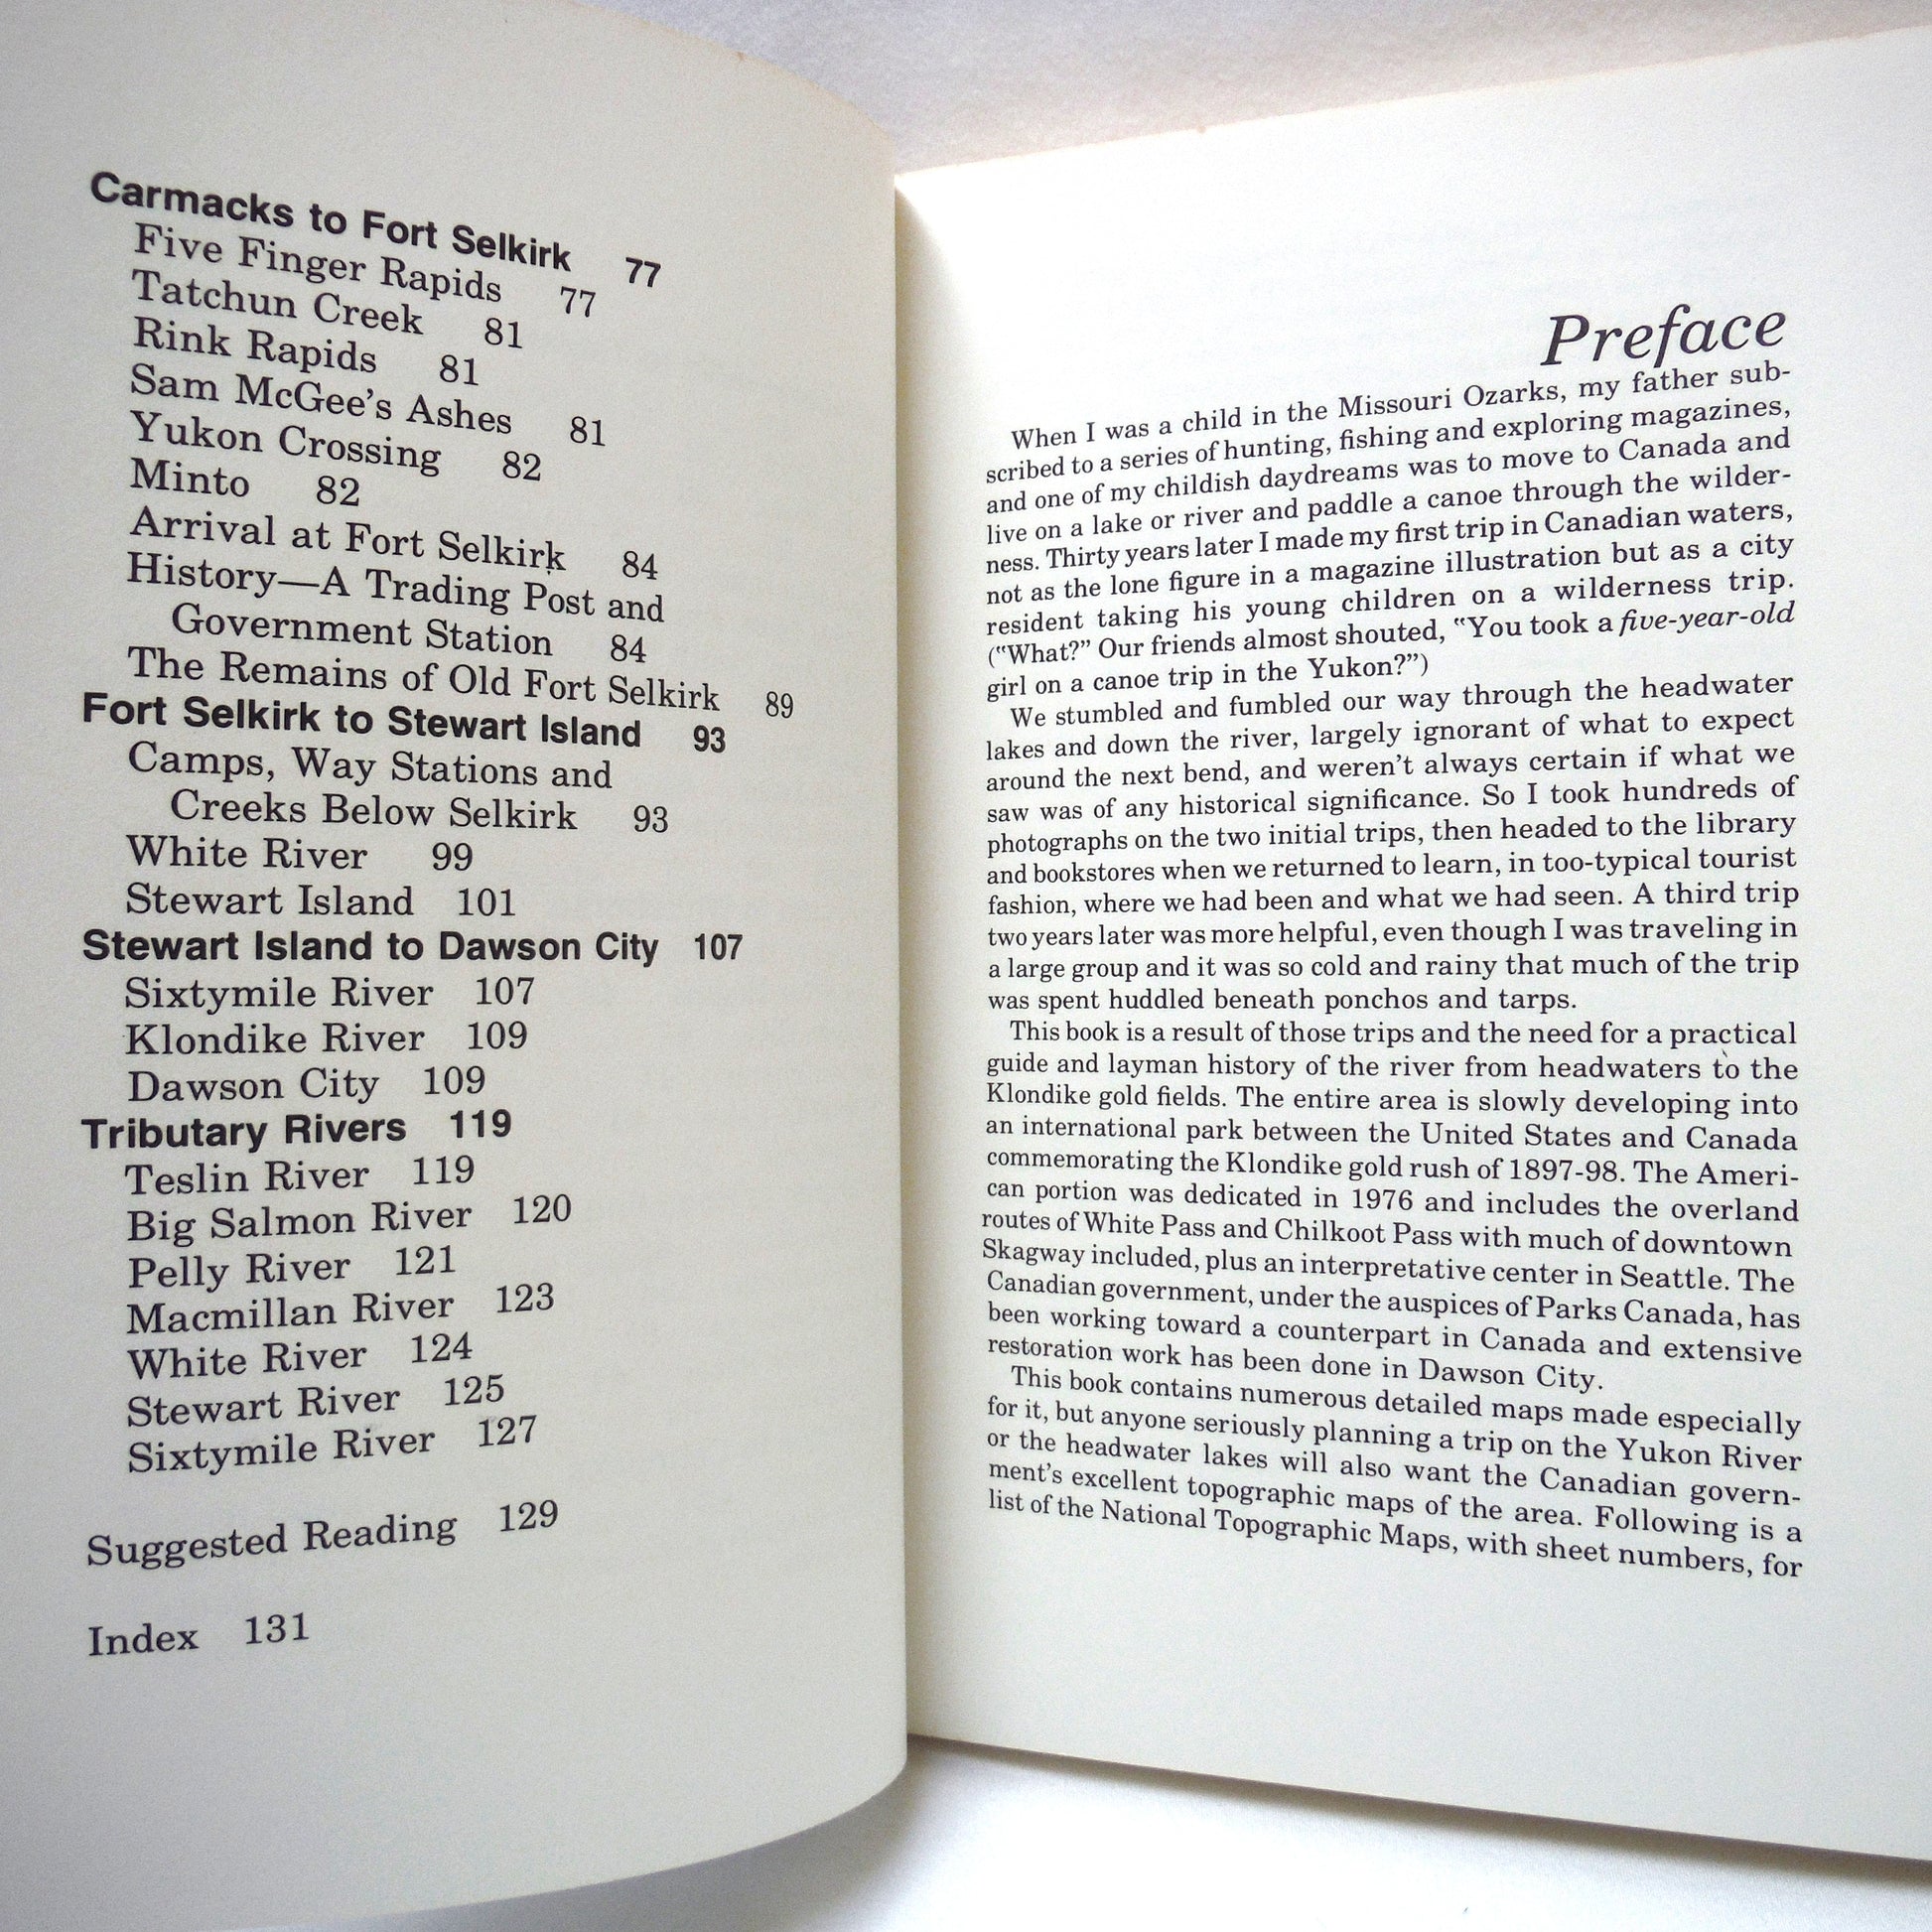 Carmacks to Fort Selkirk 77
Five Finger Rapids 77
Tatchun Creek 81
Rink Rapids 81
Sam McGee's Ashes 81
Yukon Crossing 82
Minto 82
Arrival at Fort Selkirk 84
History—A Trading Post and
Government Station 84
The Remains of Old Fort Selkirk 89
Fort Selkirk to Stewart Island 93
Camps, Way Stations and
Creeks Below Selkirk 93
White River 99
Stewart Island 101
Stewart Island to Dawson City 107
Sixtymile River 107
Klondike River 109
Dawson City 109
Tributary Rivers 119
Teslin River 119
Big Salmon River 120
Pelly River 121
Macmillan River 123
White River 124
Stewart River 125
Sixtymile River 127
Suggested Reading 129
Index 131
Preface
When I was a child in the Missouri Ozarks, my father sub-
scribed to a series of hunting, fishing and exploring magazines,
and one of my childish daydreams was to move to Canada and
live on a lake or river and paddle a canoe through the wilder-
ness. Thirty years later I made my first trip in Canadian waters,
not as the lone figure in a magazine illustration but as a city
resident taking his young children on a wilderness trip.
("What?" Our friends almost shouted, "You took a five-year-old
girl on a canoe trip in the Yukon?")
We stumbled and fumbled our way through the headwater
lakes and down the river, largely ignorant of what to expect
around the next bend, and weren't always certain if what we
saw was of any historical significance. So I took hundreds of
photographs on the two initial trips, then headed to the library
and bookstores when we returned to learn, in too-typical tourist
fashion, where we had been and what we had seen. A third trip
two years later was more helpful, even though I was traveling in
a large group and it was so cold and rainy that much of the trip
was spent huddled beneath ponchos and tarps.
This book is a result of those trips and the need for a practical
guide and layman history of the river from headwaters to the
Klondike gold fields. The entire area is slowly developing into
an international park between the United States and Canada
commemorating the Klondike gold rush of 1897-98. The Ameri-
can portion was dedicated in 1976 and includes the overland
routes of White Pass and Chilkoot Pass with much of downtown
Skagway included, plus an interpretative center in Seattle. The
Canadian government, under the auspices of Parks Canada, has
been working toward a counterpart in Canada and extensive
restoration work has been done in Dawson City.
This book contains numerous detailed maps made especially
for it, but anyone seriously planning a trip on the Yukon River
or the headwater lakes will also want the Canadian govern-
ment's excellent topographic maps of the area. Following is a
list of the National Topographic Maps, with sheet numbers, for